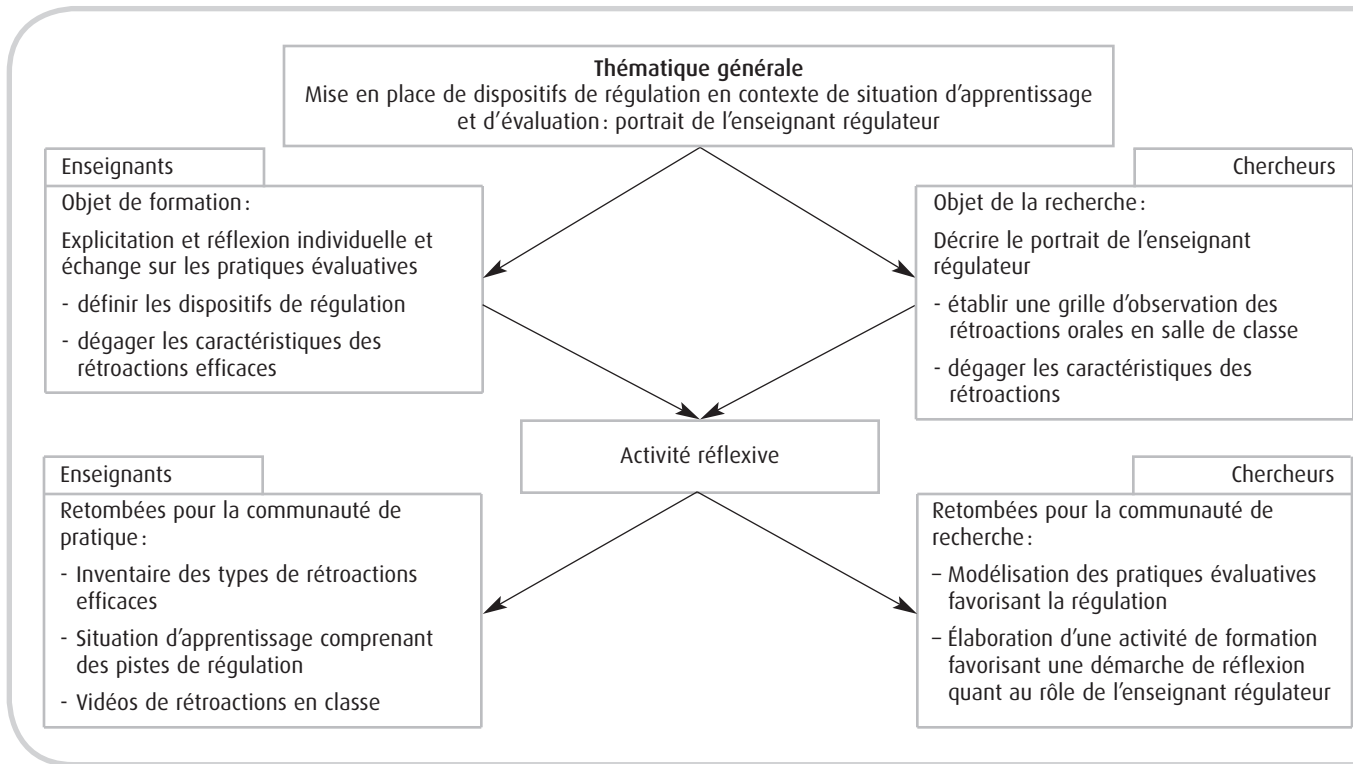 Thématique générale
Mise en place de dispositifs de régulation en contexte de situation d'apprentissage
et d'évaluation : portrait de l'enseignant régulateur
Enseignants
Objet de formation :
Explicitation et réflexion individuelle et
échange sur les pratiques évaluatives
- définir les dispositifs de régulation
- dégager les caractéristiques des
rétroactions efficaces
Chercheurs
Objet de la recherche :
Décrire le portrait de l'enseignant
régulateur
- établir une grille d'observation des
rétroactions orales en salle de classe
- dégager les caractéristiques des
rétroactions
Activité réflexive
Enseignants
Retombées pour la communauté de
pratique :
- Inventaire des types de rétroactions
efficaces
- Situation d'apprentissage comprenant
des pistes de régulation
- Vidéos de rétroactions en classe
Chercheurs
Retombées pour la communauté de
recherche :
– Modélisation des pratiques évaluatives
favorisant la régulation
– Élaboration d'une activité de formation
favorisant une démarche de réflexion
quant au rôle de l'enseignant régulateur